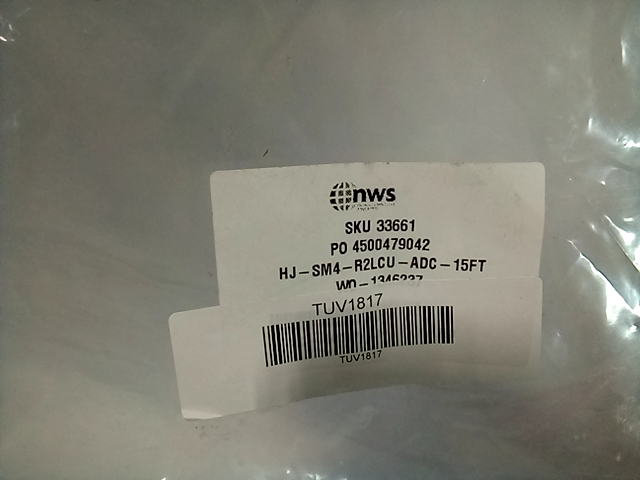 nws
SKU 33661
PO 4500479042
HJ-SM4-R2LCU-ADC-15FT
TUV1817
TUV1817